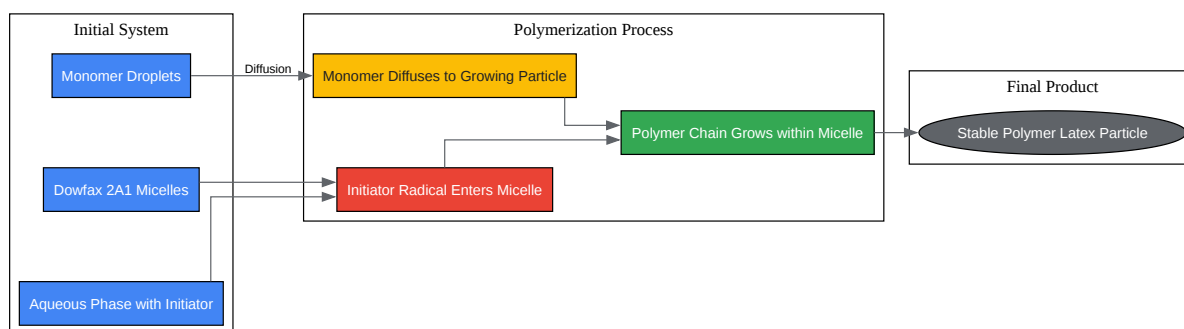 Initial System
Polymerization Process
Monomer Droplets
Diffusion
Monomer Diffuses to Growing Particle
Final Product
Polymer Chain Grows within Micelle
Stable Polymer Latex Particle
Dowfax 2A1 Micelles
Initiator Radical Enters Micelle
Aqueous Phase with Initiator